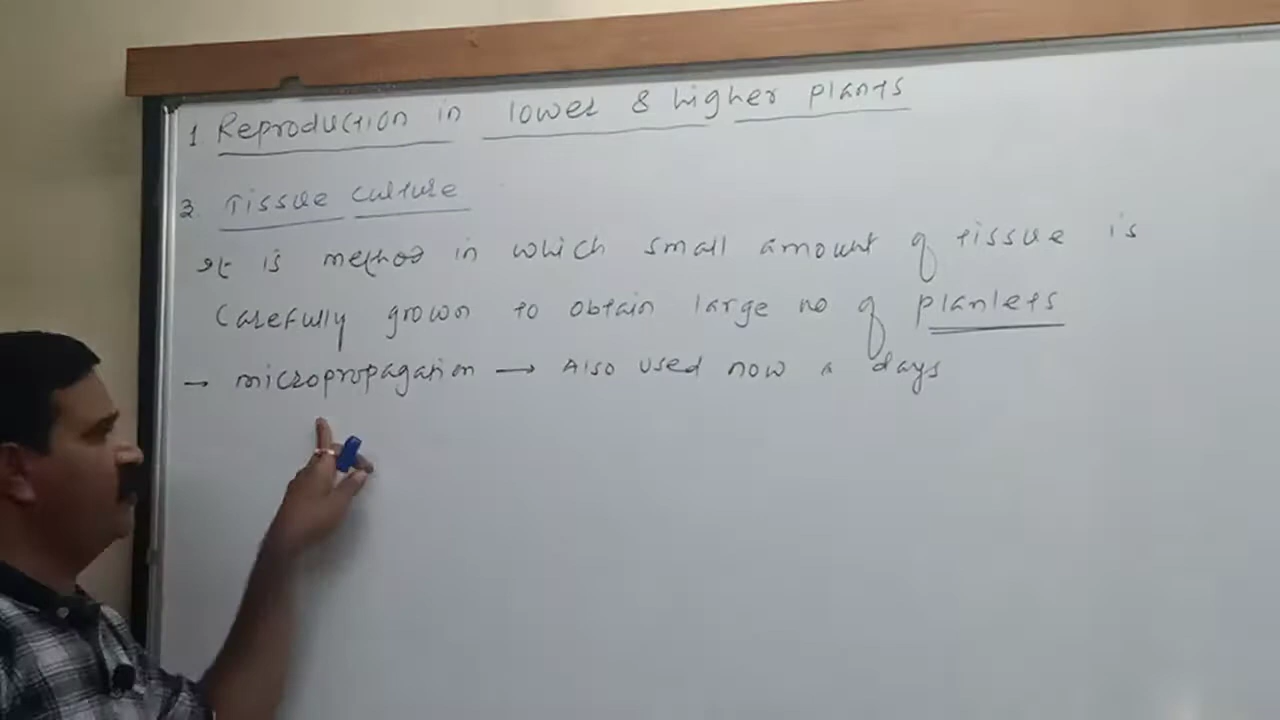 1 Reproduction in lower & higher plants
3. Tissue culture
It is method in which small amount of tissue is
Carefully grown to obtain large no of planlets
→ micropropagation → Also used now a days